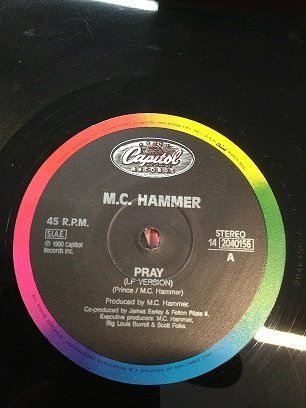 Capitol
RECORDS
M.C. HAMMER
45 R.P.M.
S.I.A.E.
℗ 1990 Capitol
Records Inc.
STEREO
14 2040156
A
PRAY
(LP VERSION)
(Prince / M.C. Hammer)
Produced by M.C. Hammer.
Co-produced by James Earley & Felton Pilate II.
Executive producers: M.C. Hammer,
Big Louis Burrell & Scott Folks.